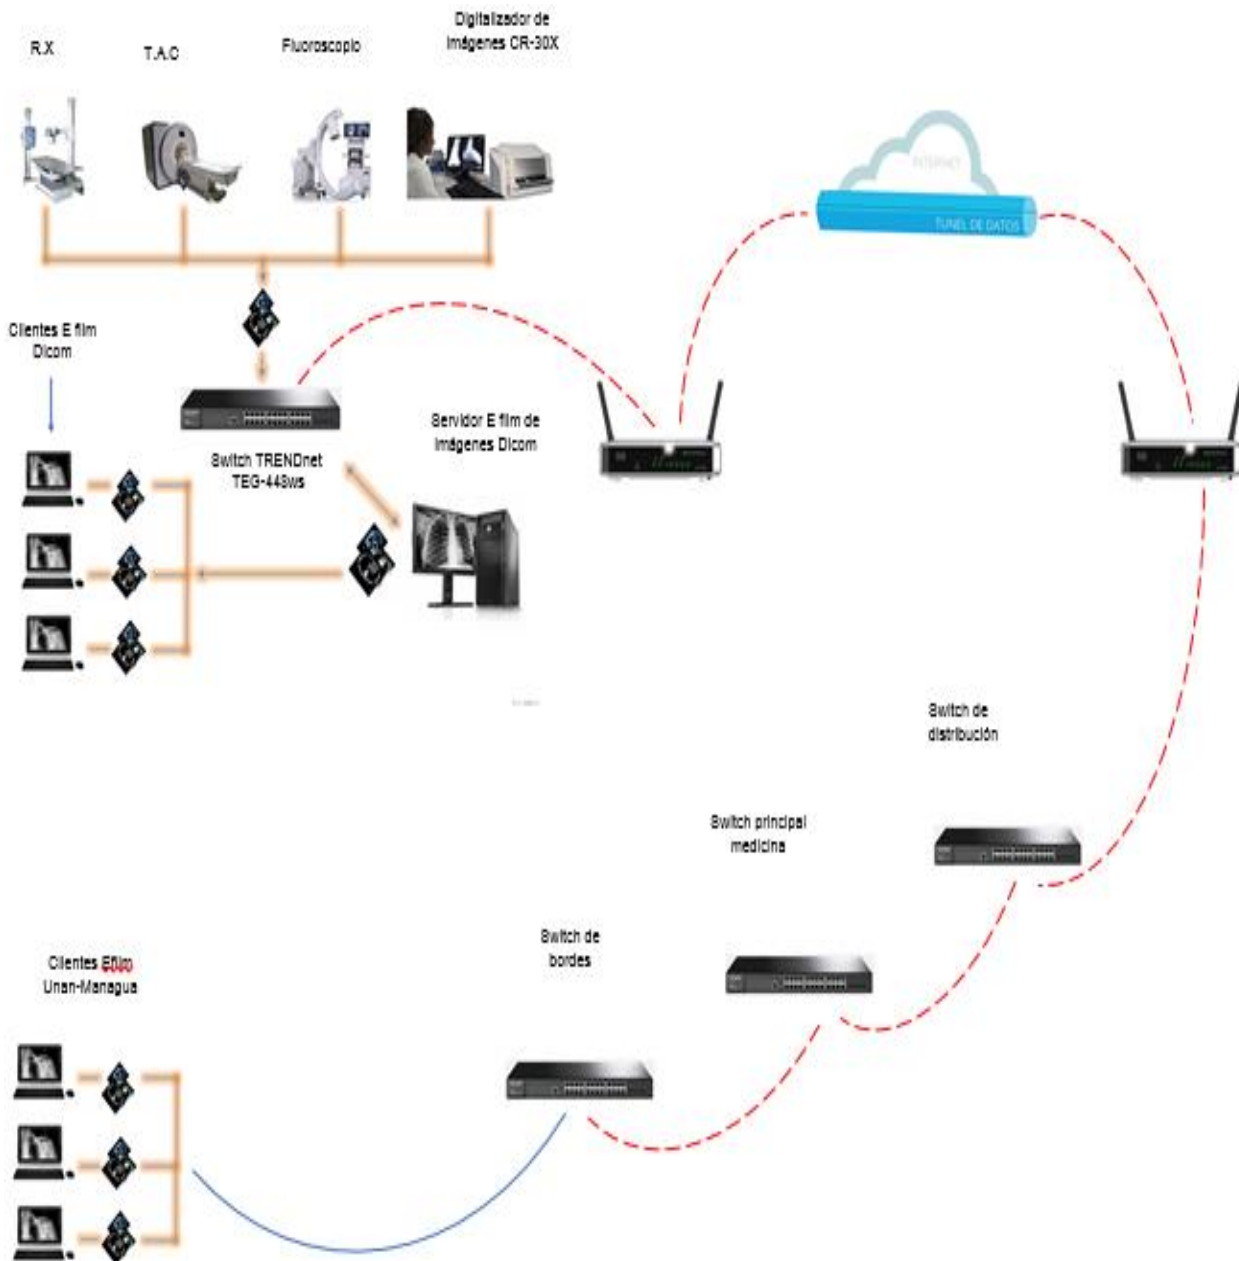 R.X
T.A.C
Fluoroscopio
Digitalizador de
imágenes CR-30X
INTERNET
TUNEL DE DATOS
Clientes E film
Dicom
Switch TRENDnet
TEG-448ws
Servidor E film de
imágenes Dicom
Switch de
distribución
Switch principal
medicina
Switch de
bordes
Clientes Efilm
Unan-Managua